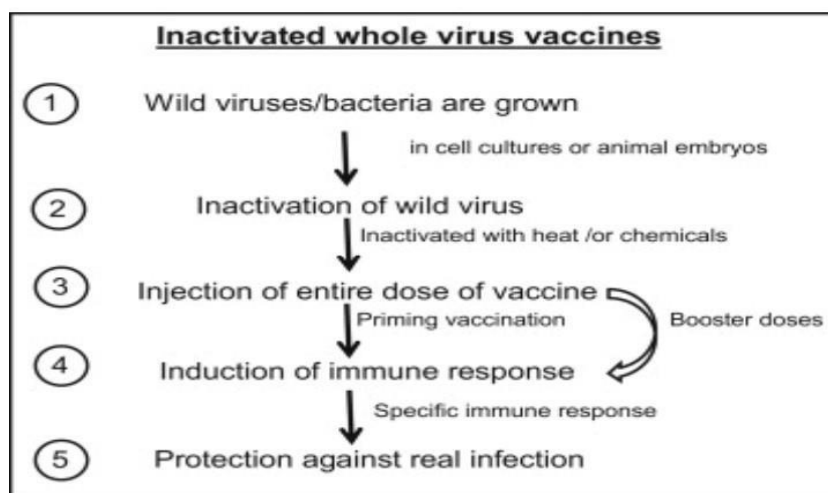 Inactivated whole virus vaccines
1 Wild viruses/bacteria are grown
in cell cultures or animal embryos
2 Inactivation of wild virus
Inactivated with heat /or chemicals
3 Injection of entire dose of vaccine
Priming vaccination Booster doses
4 Induction of immune response
Specific immune response
5 Protection against real infection